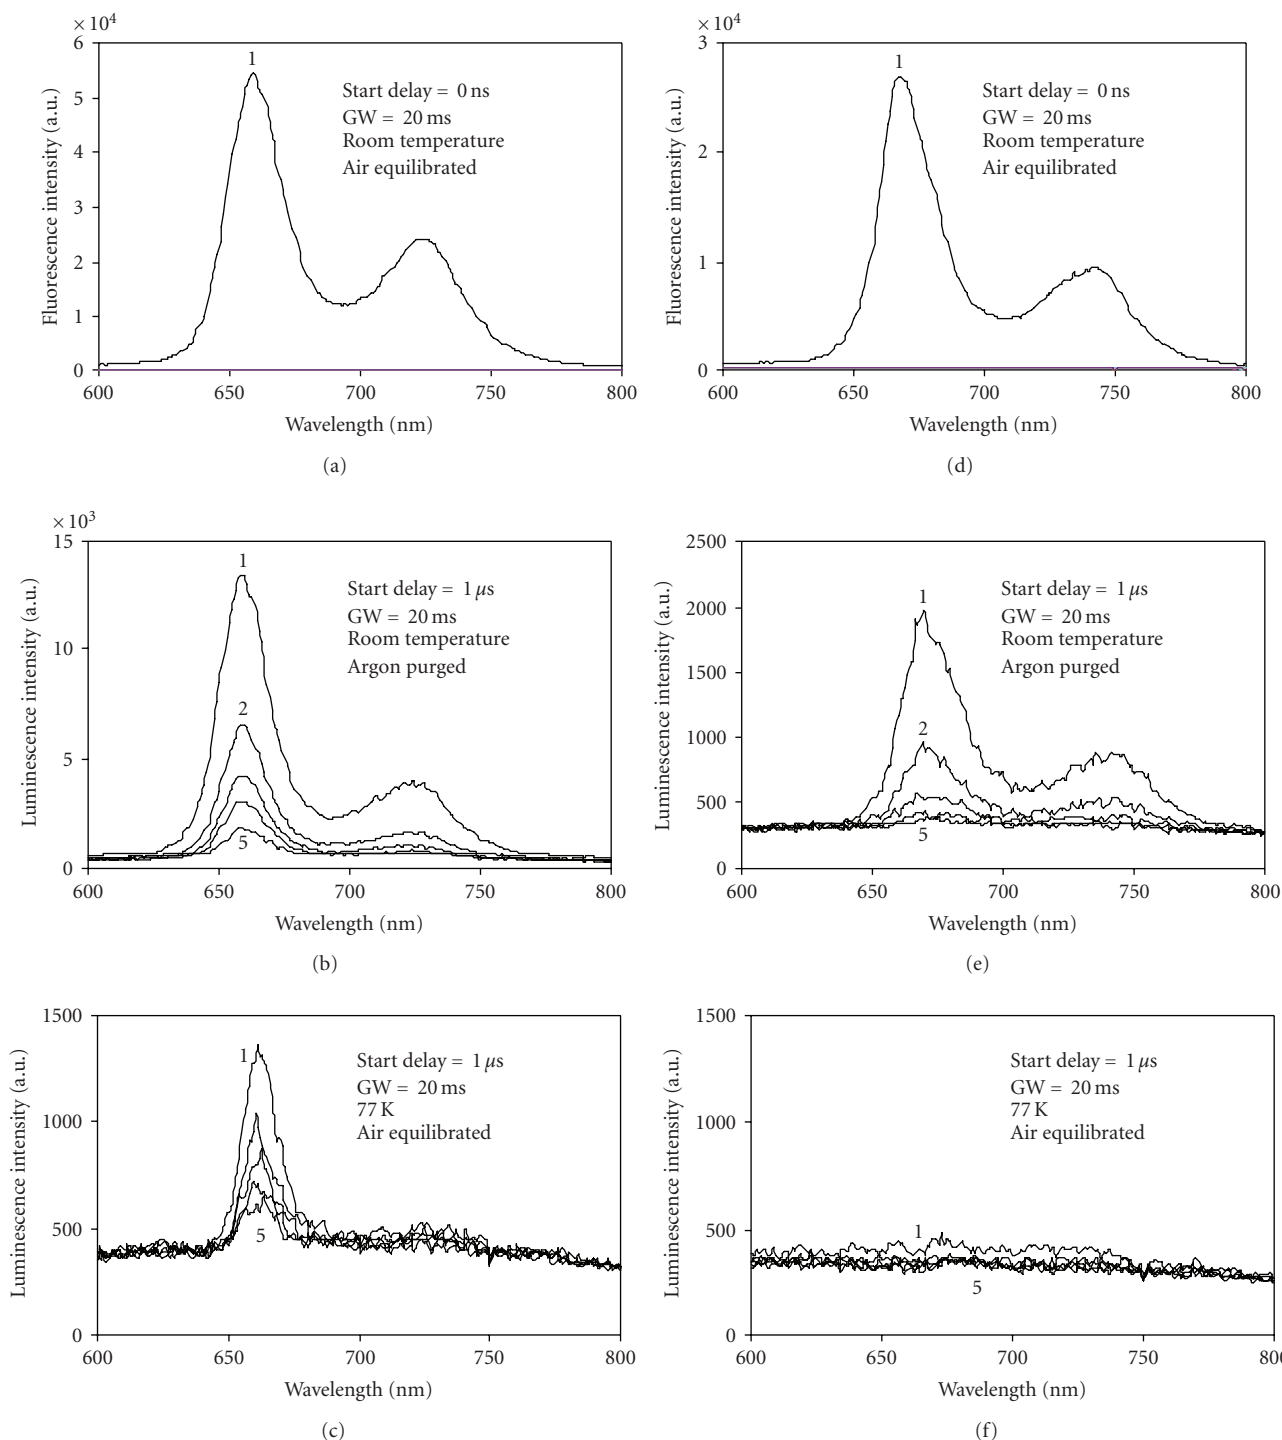 ×10⁴
6
5
4
3
2
1
0
Fluorescence intensity (a.u.)
1
Start delay = 0 ns
GW = 20 ms
Room temperature
Air equilibrated
600 650 700 750 800
Wavelength (nm)
(a)
×10⁴
3
2
1
0
Fluorescence intensity (a.u.)
1
Start delay = 0 ns
GW = 20 ms
Room temperature
Air equilibrated
600 650 700 750 800
Wavelength (nm)
(d)
×10³
15
10
5
0
Luminescence intensity (a.u.)
1
2
5
Start delay = 1 µs
GW = 20 ms
Room temperature
Argon purged
600 650 700 750 800
Wavelength (nm)
(b)
2500
2000
1500
1000
500
0
Luminescence intensity (a.u.)
1
2
5
Start delay = 1 µs
GW = 20 ms
Room temperature
Argon purged
600 650 700 750 800
Wavelength (nm)
(e)
1500
1000
500
0
Luminescence intensity (a.u.)
1
5
Start delay = 1 µs
GW = 20 ms
77 K
Air equilibrated
600 650 700 750 800
Wavelength (nm)
(c)
1500
1000
500
0
Luminescence intensity (a.u.)
1
5
Start delay = 1 µs
GW = 20 ms
77 K
Air equilibrated
600 650 700 750 800
Wavelength (nm)
(f)